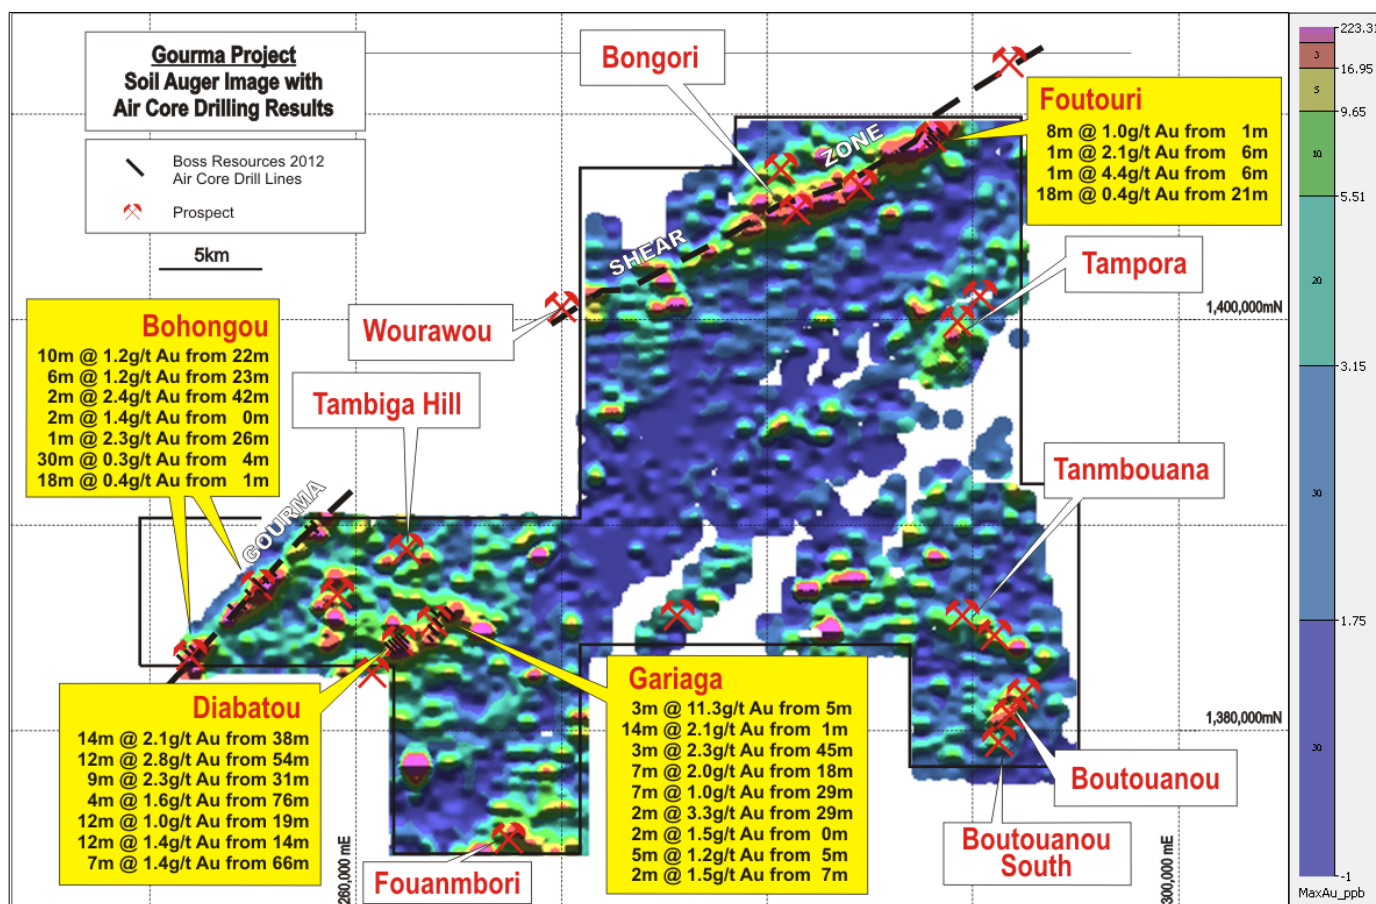 Gourma Project
Soil Auger Image with
Air Core Drilling Results
Boss Resources 2012
Air Core Drill Lines
Prospect
5km
Bongori
Foutouri
8m @ 1.0g/t Au from 1m
1m @ 2.1g/t Au from 6m
1m @ 4.4g/t Au from 6m
18m @ 0.4g/t Au from 21m
GOURMA
SHEAR
ZONE
Tampora
1,400,000mN
Wourawou
Bohongou
10m @ 1.2g/t Au from 22m
6m @ 1.2g/t Au from 23m
2m @ 2.4g/t Au from 42m
2m @ 1.4g/t Au from 0m
1m @ 2.3g/t Au from 26m
30m @ 0.3g/t Au from 4m
18m @ 0.4g/t Au from 1m
Tambiga Hill
Tanmbouana
Diabatou
14m @ 2.1g/t Au from 38m
12m @ 2.8g/t Au from 54m
9m @ 2.3g/t Au from 31m
4m @ 1.6g/t Au from 76m
12m @ 1.0g/t Au from 19m
12m @ 1.4g/t Au from 14m
7m @ 1.4g/t Au from 66m
Gariaga
3m @ 11.3g/t Au from 5m
14m @ 2.1g/t Au from 1m
3m @ 2.3g/t Au from 45m
7m @ 2.0g/t Au from 18m
7m @ 1.0g/t Au from 29m
2m @ 3.3g/t Au from 29m
2m @ 1.5g/t Au from 0m
5m @ 1.2g/t Au from 5m
2m @ 1.5g/t Au from 7m
1,380,000mN
Boutouanou
Boutouanou
South
Fouanmbori
260,000 mE
300,000 mE
223.31
3
16.95
5
9.65
10
5.51
20
3.15
30
1.75
30
-1
MaxAu_ppb